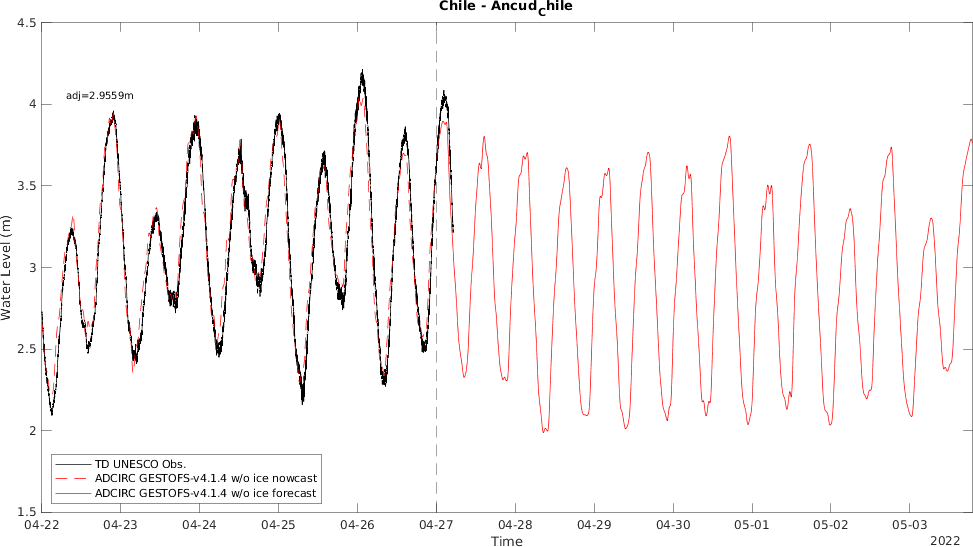 Chile - Ancud_Chile
4.5
4
3.5
3
2.5
2
1.5
Water Level (m)
adj=2.9559m
TD UNESCO Obs.
ADCIRC GESTOFS-v4.1.4 w/o ice nowcast
ADCIRC GESTOFS-v4.1.4 w/o ice forecast
04-22 04-23 04-24 04-25 04-26 04-27 04-28 04-29 04-30 05-01 05-02 05-03
Time
2022